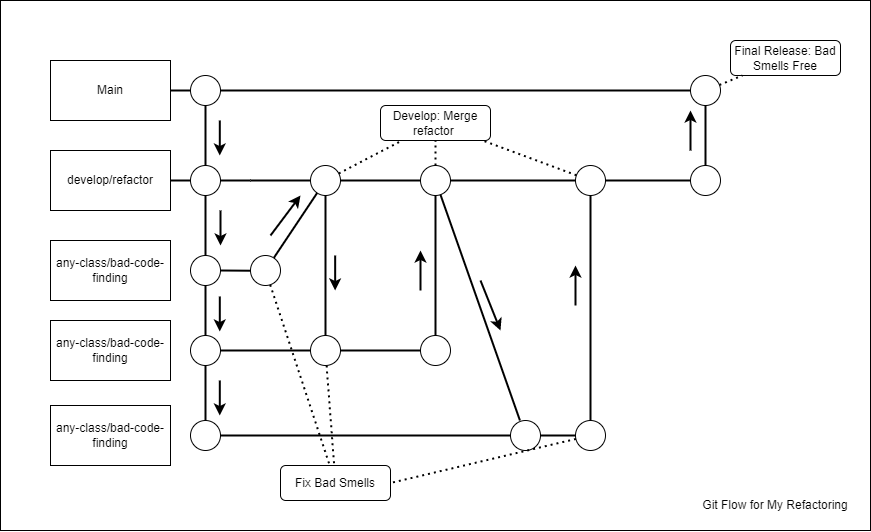 Final Release: Bad
Smells Free
Main
Develop: Merge
refactor
develop/refactor
any-class/bad-code-
finding
any-class/bad-code-
finding
any-class/bad-code-
finding
Fix Bad Smells
Git Flow for My Refactoring